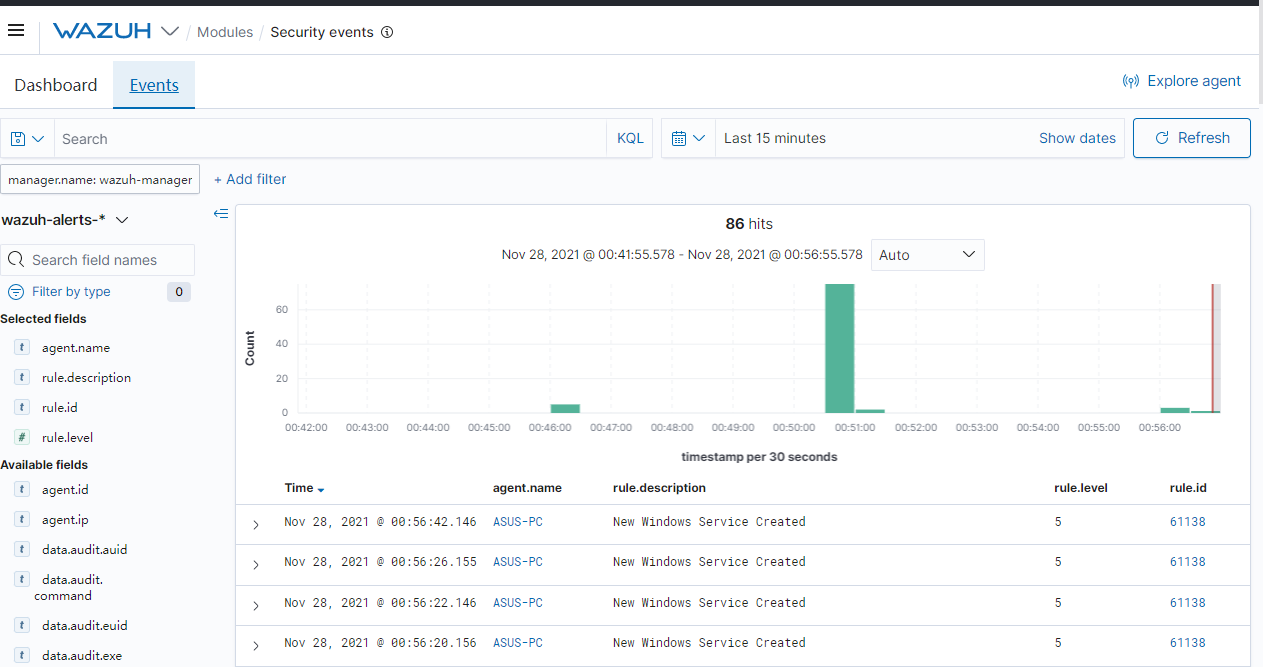 WAZUH / Modules / Security events
Dashboard Events Explore agent
Search KQL Last 15 minutes Show dates Refresh
manager.name: wazuh-manager + Add filter
wazuh-alerts-*
Search field names
Filter by type 0
Selected fields
t agent.name
t rule.description
t rule.id
# rule.level
Available fields
t agent.id
t agent.ip
t data.audit.auid
t data.audit.
command
t data.audit.euid
t data.audit.exe
86 hits
Nov 28, 2021 @ 00:41:55.578 - Nov 28, 2021 @ 00:56:55.578 Auto
Count
60
40
20
0
00:42:00 00:43:00 00:44:00 00:45:00 00:46:00 00:47:00 00:48:00 00:49:00 00:50:00 00:51:00 00:52:00 00:53:00 00:54:00 00:55:00 00:56:00
timestamp per 30 seconds
Time agent.name rule.description rule.level rule.id
Nov 28, 2021 @ 00:56:42.146 ASUS-PC New Windows Service Created 5 61138
Nov 28, 2021 @ 00:56:26.155 ASUS-PC New Windows Service Created 5 61138
Nov 28, 2021 @ 00:56:22.146 ASUS-PC New Windows Service Created 5 61138
Nov 28, 2021 @ 00:56:20.156 ASUS-PC New Windows Service Created 5 61138